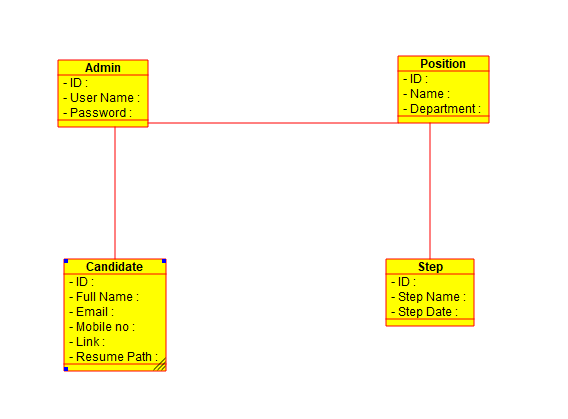 Admin
- ID :
- User Name :
- Password :
Position
- ID :
- Name :
- Department :
Candidate
- ID :
- Full Name :
- Email :
- Mobile no :
- Link :
- Resume Path :
Step
- ID :
- Step Name :
- Step Date :